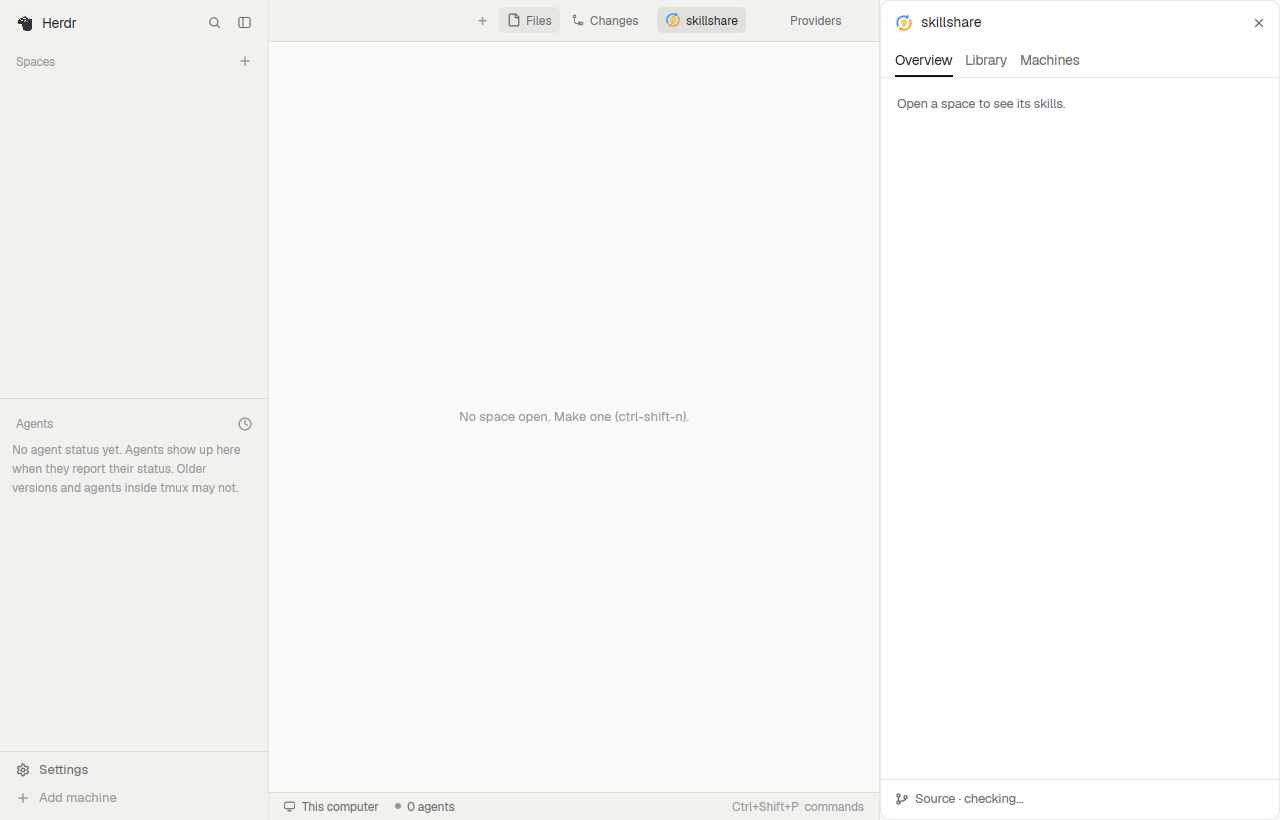 Herdr
Spaces
Agents
No agent status yet. Agents show up here
when they report their status. Older
versions and agents inside tmux may not.
Settings
Add machine
+ Files Changes skillshare Providers
No space open. Make one (ctrl-shift-n).
This computer 0 agents Ctrl+Shift+P commands
skillshare
Overview Library Machines
Open a space to see its skills.
Source · checking...